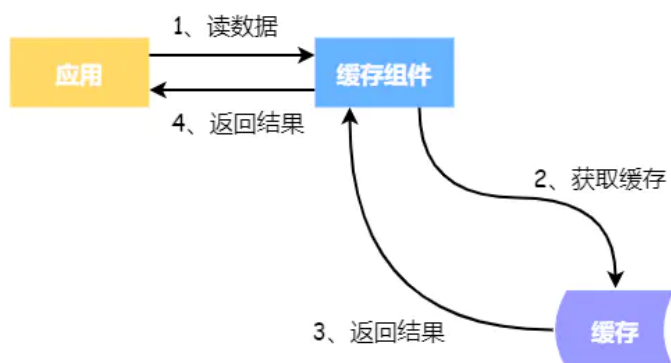 1、读数据
应用
缓存组件
4、返回结果
2、获取缓存
3、返回结果
缓存